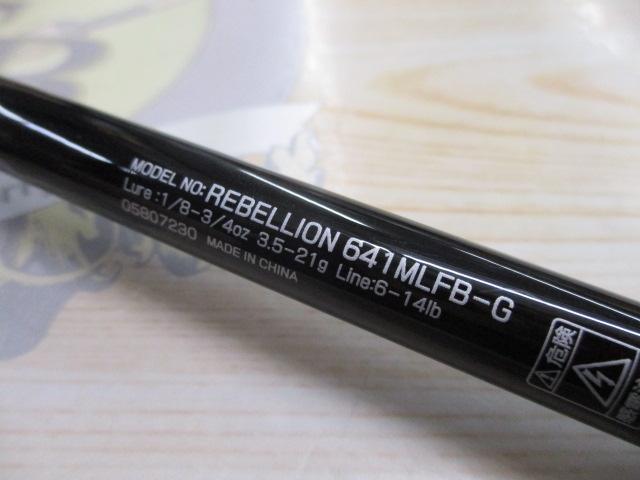 MODEL NO: REBELLION 641MLFB-G
Lure :1/8-3/4oz 3.5-21g Line:6-14lb
05807230 MADE IN CHINA
危険